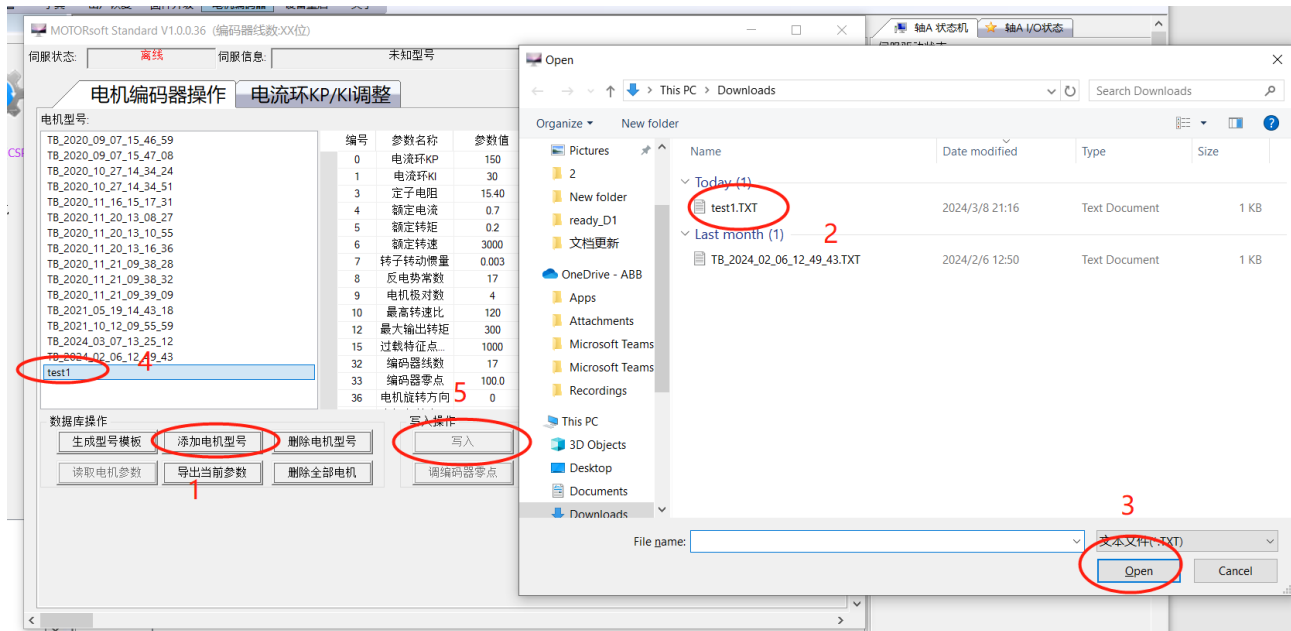 MOTORsoft Standard V1.0.0.36 (编码器线数:XX位)
伺服状态: 离线 伺服信息: 未知型号
电机编码器操作 电流环KP/KI调整
电机型号:
TB_2020_09_07_15_46_59
TB_2020_09_07_15_47_08
TB_2020_10_27_14_34_24
TB_2020_10_27_14_34_51
TB_2020_11_16_15_17_31
TB_2020_11_20_13_08_27
TB_2020_11_20_13_10_55
TB_2020_11_20_13_16_36
TB_2020_11_21_09_38_28
TB_2020_11_21_09_38_32
TB_2020_11_21_09_39_09
TB_2021_05_19_14_43_18
TB_2021_10_12_09_55_59
TB_2024_03_07_13_25_12
TB_2024_02_06_12_49_43
test1
4
编号 参数名称 参数值
0 电流环KP 150
1 电流环KI 30
3 定子电阻 15.40
4 额定电流 0.7
5 额定转矩 0.2
6 额定转速 3000
7 转子转动惯量 0.003
8 反电势常数 17
9 电机极对数 4
10 最高转速比 120
12 最大输出转矩 300
15 过载特征点... 1000
32 编码器线数 17
33 编码器零点 100.0
36 电机旋转方向 0
5
数据库操作 写入操作
生成型号模板 添加电机型号 删除电机型号 写入
读取电机参数 导出当前参数 删除全部电机 调编码器零点
1
轴A 状态机 轴A I/O状态
Open
This PC > Downloads
Search Downloads
Organize New folder
Pictures
2
New folder
ready_D1
文档更新
OneDrive - ABB
Apps
Attachments
Microsoft Teams
Microsoft Teams
Recordings
This PC
3D Objects
Desktop
Documents
Downloads
Name Date modified Type Size
Today (1)
test1.TXT 2024/3/8 21:16 Text Document 1 KB
Last month (1)
2
TB_2024_02_06_12_49_43.TXT 2024/2/6 12:50 Text Document 1 KB
3
File name: 文本文件(*.TXT)
Open Cancel